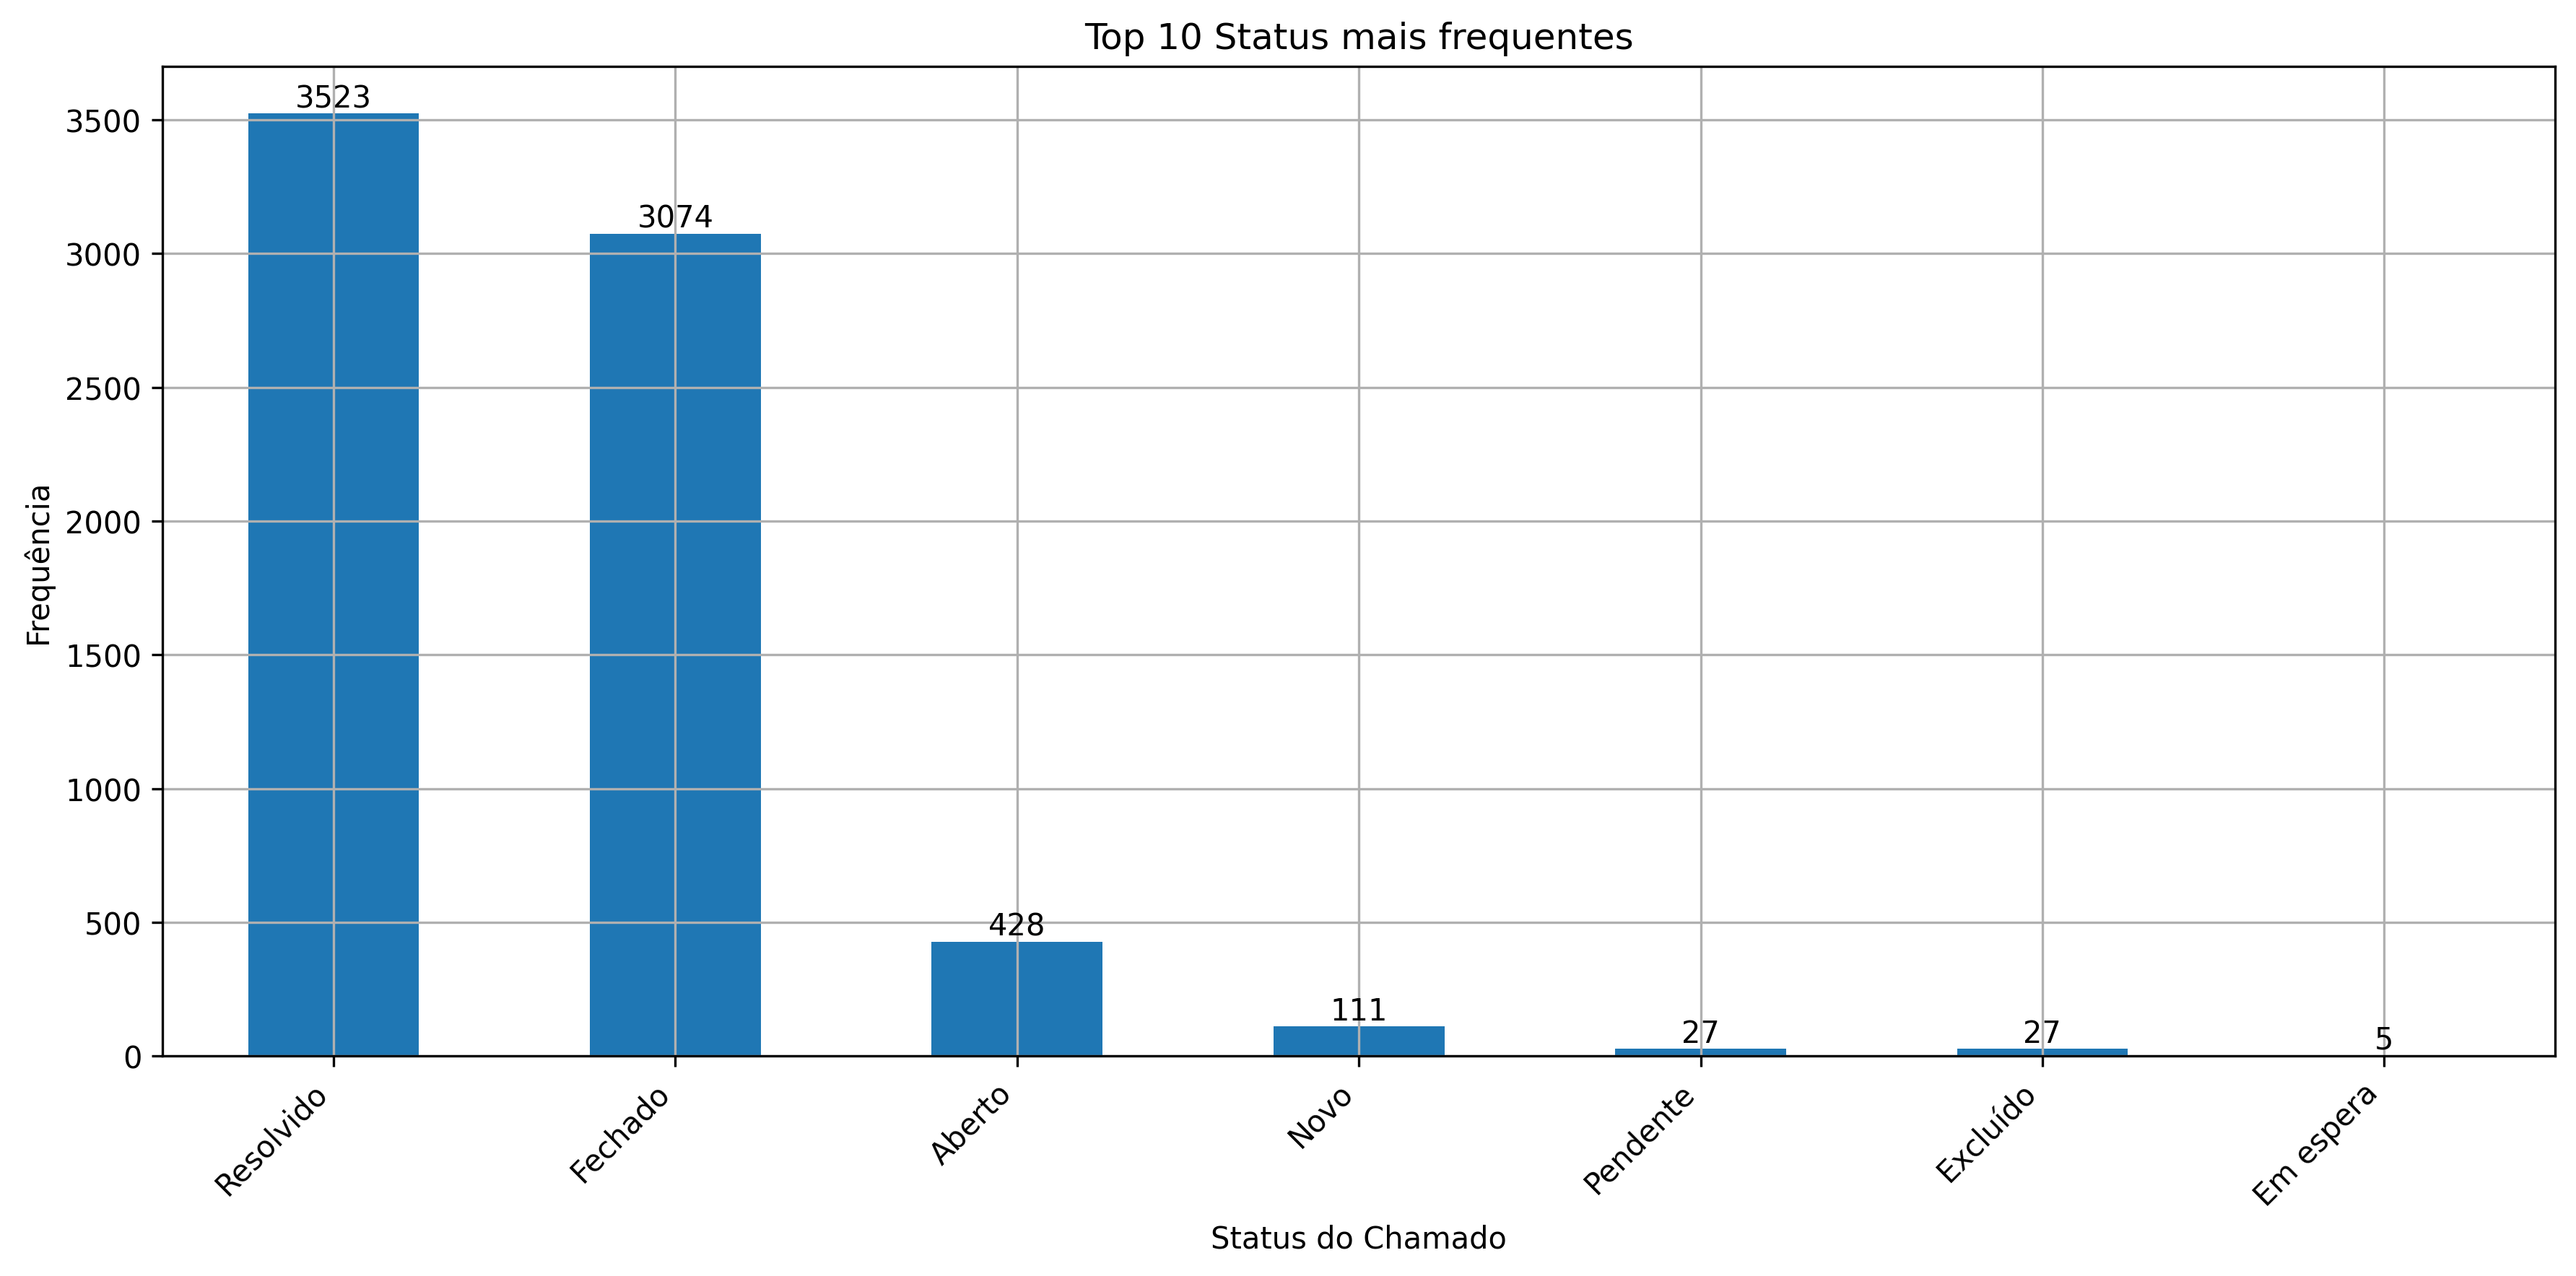 Top 10 Status mais frequentes
3523
3500
3074
3000
2500
Frequência
2000
1500
1000
500
428
111
27
27
5
0
Resolvido
Fechado
Aberto
Novo
Pendente
Excluído
Em espera
Status do Chamado